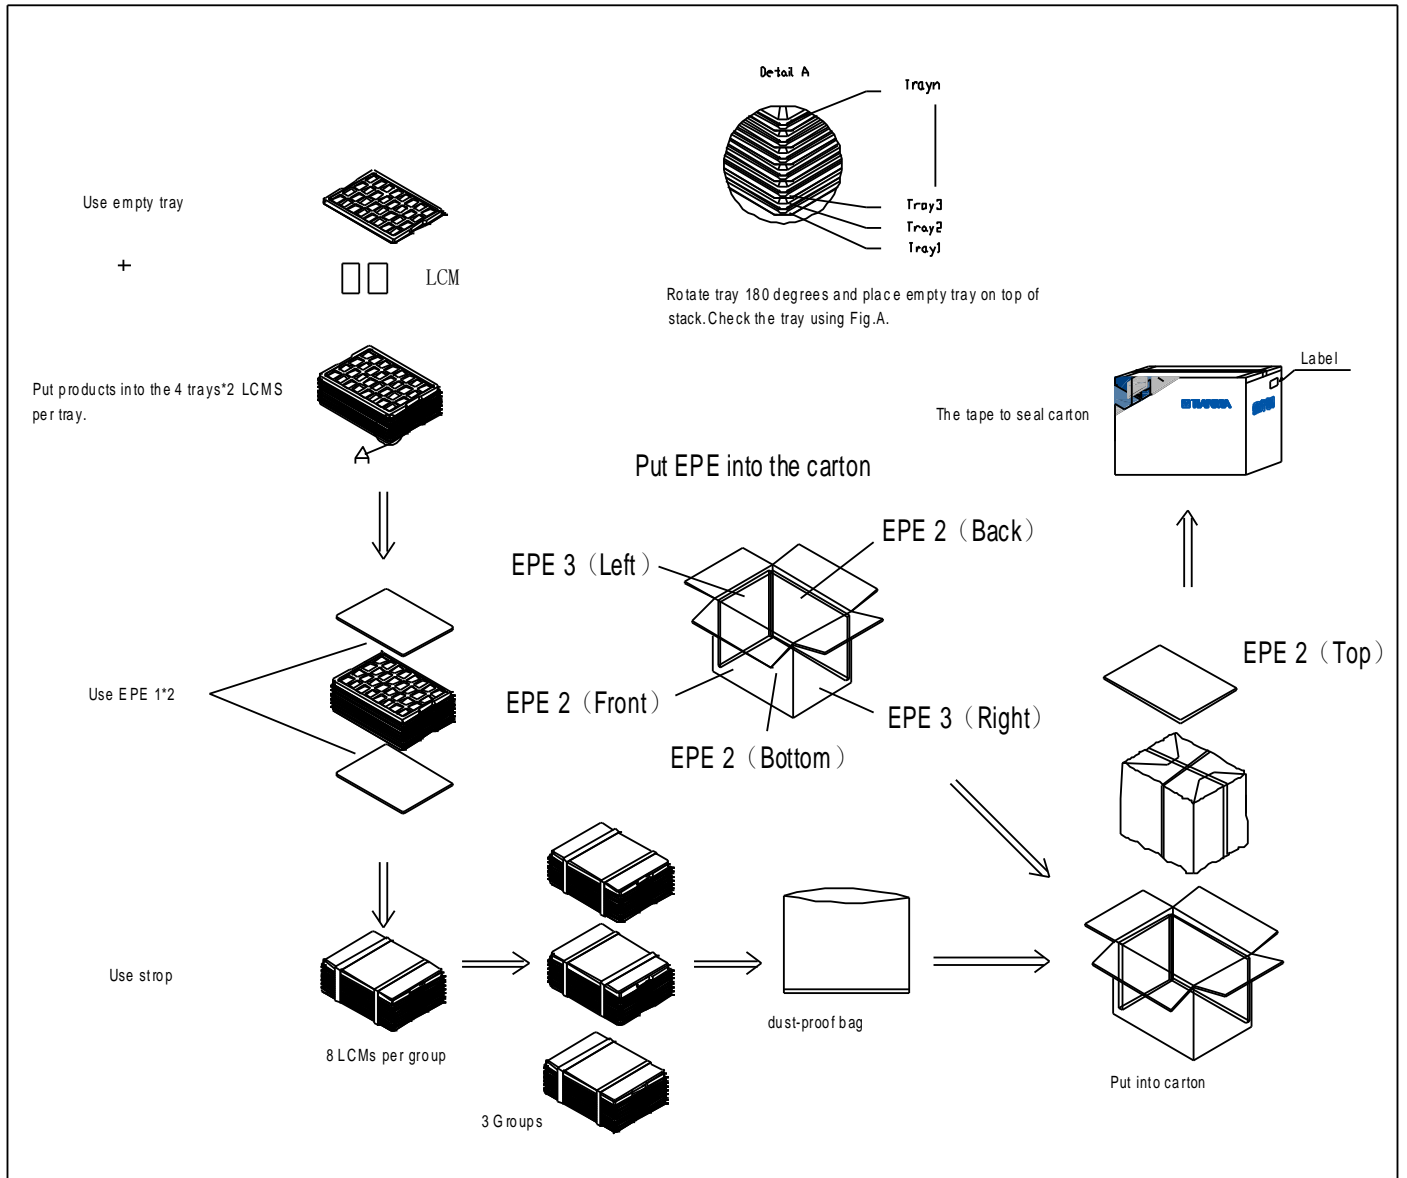 Detail A
Trayn
Tray3
Tray2
Tray1
Use empty tray
+
LCM
Rotate tray 180 degrees and place empty tray on top of
stack.Check the tray using Fig.A.
Put products into the 4 trays*2 LCMS
per tray.
A
Label
The tape to seal carton
Put EPE into the carton
EPE 2（Back）
EPE 3（Left）
EPE 2（Front）
EPE 3（Right）
EPE 2（Bottom）
EPE 2（Top）
Use EPE 1*2
Use strop
8 LCMs per group
3 Groups
dust-proof bag
Put into carton